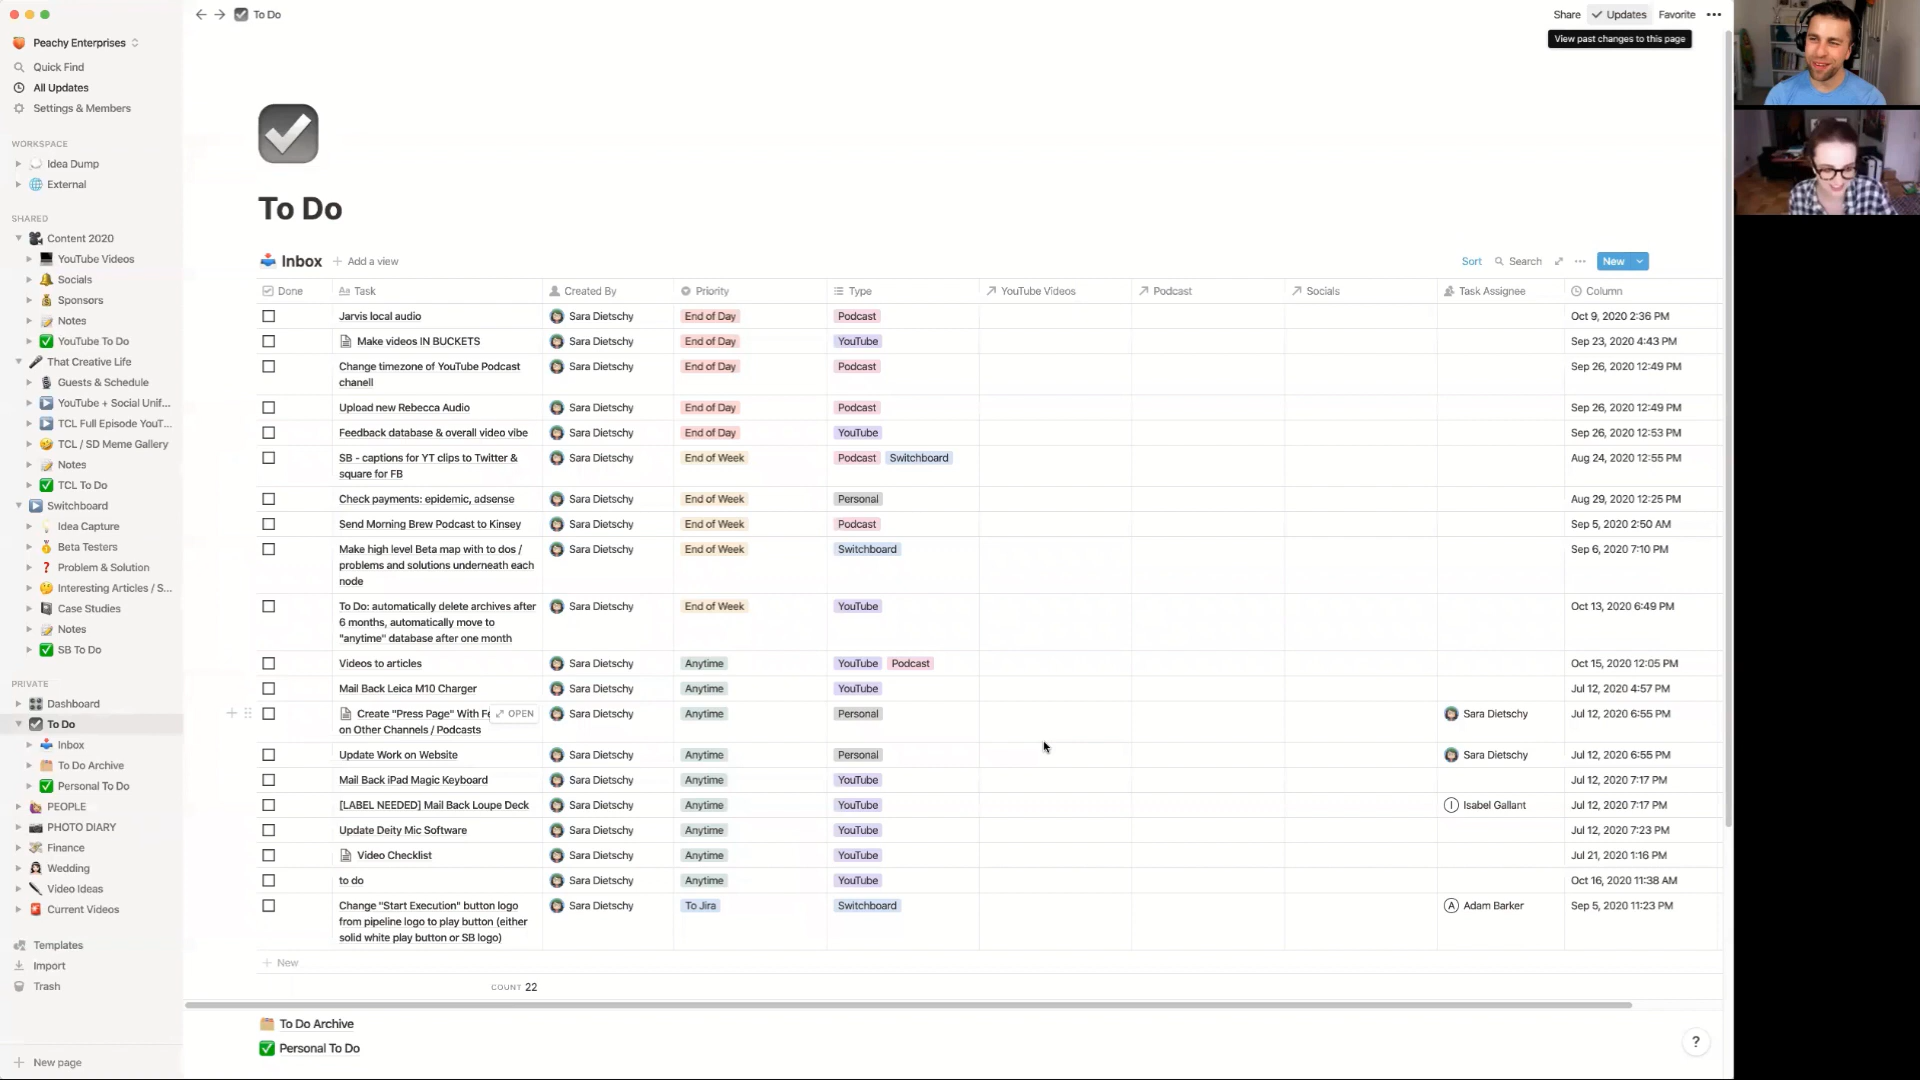 To Do
Share
Updates
Favorite
View past changes to this page
Peachy Enterprises
Quick Find
All Updates
Settings & Members
WORKSPACE
Idea Dump
External
SHARED
Content 2020
YouTube Videos
Socials
Sponsors
Notes
YouTube To Do
That Creative Life
Guests & Schedule
YouTube + Social Unif...
TCL Full Episode YouT...
TCL / SD Meme Gallery
Notes
TCL To Do
Switchboard
Idea Capture
Beta Testers
Problem & Solution
Interesting Articles / S...
Case Studies
Notes
SB To Do
PRIVATE
Dashboard
To Do
Inbox
To Do Archive
Personal To Do
PEOPLE
PHOTO DIARY
Finance
Wedding
Video Ideas
Current Videos
Templates
Import
Trash
New page
To Do
Inbox
Add a view
Sort
Search
New
Done Task Created By Priority Type YouTube Videos Podcast Socials Task Assignee Column
Jarvis local audio Sara Dietschy End of Day Podcast Oct 9, 2020 2:36 PM
Make videos IN BUCKETS Sara Dietschy End of Day YouTube Sep 23, 2020 4:43 PM
Change timezone of YouTube Podcast Sara Dietschy End of Day Podcast Sep 26, 2020 12:49 PM
chanell
Upload new Rebecca Audio Sara Dietschy End of Day Podcast Sep 26, 2020 12:49 PM
Feedback database & overall video vibe Sara Dietschy End of Day YouTube Sep 26, 2020 12:53 PM
SB - captions for YT clips to Twitter & Sara Dietschy End of Week Podcast Switchboard Aug 24, 2020 12:55 PM
square for FB
Check payments: epidemic, adsense Sara Dietschy End of Week Personal Aug 29, 2020 12:25 PM
Send Morning Brew Podcast to Kinsey Sara Dietschy End of Week Podcast Sep 5, 2020 2:50 AM
Make high level Beta map with to dos / Sara Dietschy End of Week Switchboard Sep 6, 2020 7:10 PM
problems and solutions underneath each
node
To Do: automatically delete archives after Sara Dietschy End of Week YouTube Oct 13, 2020 6:49 PM
6 months, automatically move to
"anytime" database after one month
Videos to articles Sara Dietschy Anytime YouTube Podcast Oct 15, 2020 12:05 PM
Mail Back Leica M10 Charger Sara Dietschy Anytime YouTube Jul 12, 2020 4:57 PM
Create "Press Page" With Fe OPEN Sara Dietschy Anytime Personal Sara Dietschy Jul 12, 2020 6:55 PM
on Other Channels / Podcasts
Update Work on Website Sara Dietschy Anytime Personal Sara Dietschy Jul 12, 2020 6:55 PM
Mail Back iPad Magic Keyboard Sara Dietschy Anytime YouTube Jul 12, 2020 7:17 PM
[LABEL NEEDED] Mail Back Loupe Deck Sara Dietschy Anytime YouTube I Isabel Gallant Jul 12, 2020 7:17 PM
Update Deity Mic Software Sara Dietschy Anytime YouTube Jul 12, 2020 7:23 PM
Video Checklist Sara Dietschy Anytime YouTube Jul 21, 2020 1:16 PM
to do Sara Dietschy Anytime YouTube Oct 16, 2020 11:38 AM
Change "Start Execution" button logo Sara Dietschy To Jira Switchboard A Adam Barker Sep 5, 2020 11:23 PM
from pipeline logo to play button (either
solid white play button or SB logo)
New
COUNT 22
To Do Archive
Personal To Do
?